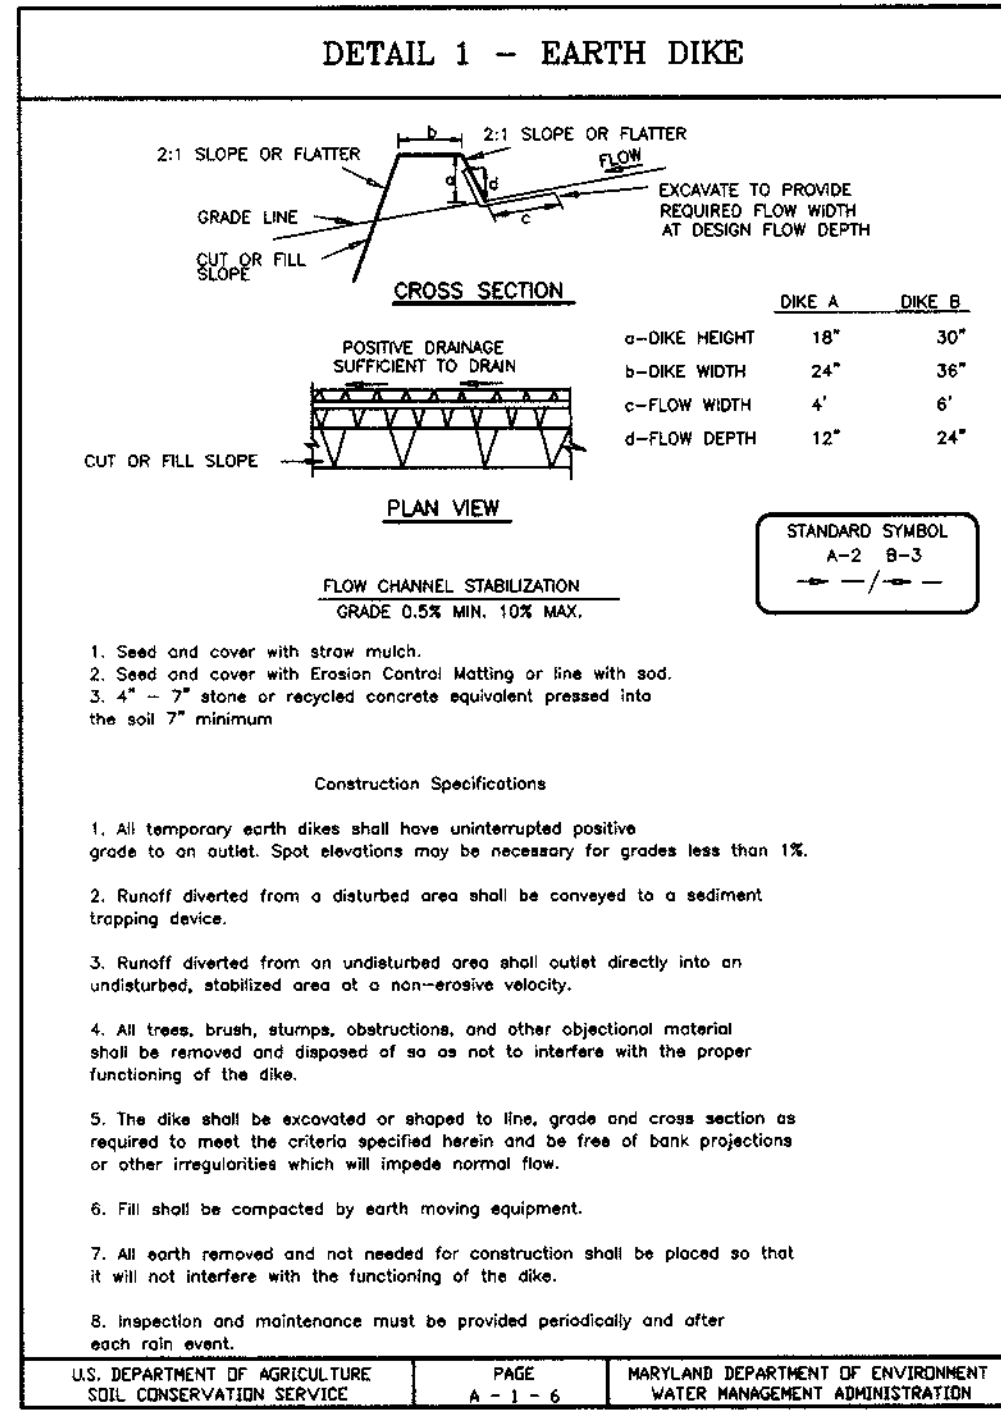 DETAIL 1 - EARTH DIKE
b
2:1 SLOPE OR FLATTER
2:1 SLOPE OR FLATTER
FLOW
a
d
EXCAVATE TO PROVIDE
REQUIRED FLOW WIDTH
AT DESIGN FLOW DEPTH
GRADE LINE
c
CUT OR FILL
SLOPE
CROSS SECTION
DIKE A DIKE B
a-DIKE HEIGHT 18" 30"
b-DIKE WIDTH 24" 36"
c-FLOW WIDTH 4' 6'
d-FLOW DEPTH 12" 24"
POSITIVE DRAINAGE
SUFFICIENT TO DRAIN
CUT OR FILL SLOPE
PLAN VIEW
STANDARD SYMBOL
A-2 B-3
/
FLOW CHANNEL STABILIZATION
GRADE 0.5% MIN. 10% MAX.
1. Seed and cover with straw mulch.
2. Seed and cover with Erosion Control Matting or line with sod.
3. 4" - 7" stone or recycled concrete equivalent pressed into
the soil 7" minimum
Construction Specifications
1. All temporary earth dikes shall have uninterrupted positive
grade to an outlet. Spot elevations may be necessary for grades less than 1%.
2. Runoff diverted from a disturbed area shall be conveyed to a sediment
trapping device.
3. Runoff diverted from an undisturbed area shall outlet directly into an
undisturbed, stabilized area at a non-erosive velocity.
4. All trees, brush, stumps, obstructions, and other objectional material
shall be removed and disposed of so as not to interfere with the proper
functioning of the dike.
5. The dike shall be excavated or shaped to line, grade and cross section as
required to meet the criteria specified herein and be free of bank projections
or other irregularities which will impede normal flow.
6. Fill shall be compacted by earth moving equipment.
7. All earth removed and not needed for construction shall be placed so that
it will not interfere with the functioning of the dike.
8. Inspection and maintenance must be provided periodically and after
each rain event.
U.S. DEPARTMENT OF AGRICULTURE
SOIL CONSERVATION SERVICE
PAGE
A - 1 - 6
MARYLAND DEPARTMENT OF ENVIRONMENT
WATER MANAGEMENT ADMINISTRATION